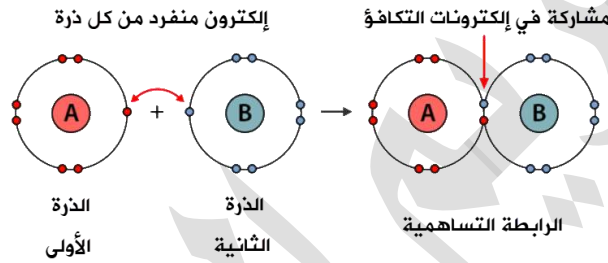 إلكترون منفرد من كل ذرة
مشاركة في إلكترونات التكافؤ
A + B → A B
الذرة
الأولى
الذرة
الثانية
الرابطة التساهمية